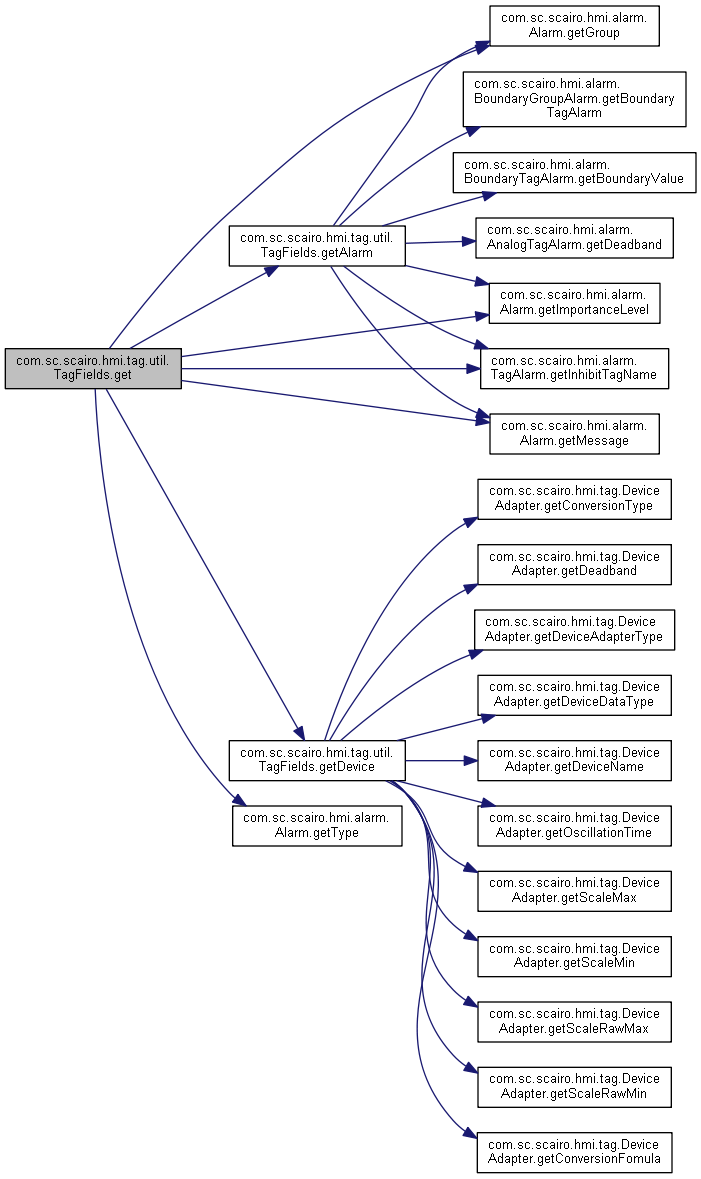 com.sc.scairo.hmi.tag.util.
TagFields.get
com.sc.scairo.hmi.tag.util.
TagFields.getAlarm
com.sc.scairo.hmi.tag.util.
TagFields.getDevice
com.sc.scairo.hmi.alarm.
Alarm.getType
com.sc.scairo.hmi.alarm.
Alarm.getGroup
com.sc.scairo.hmi.alarm.
BoundaryGroupAlarm.getBoundary
TagAlarm
com.sc.scairo.hmi.alarm.
BoundaryTagAlarm.getBoundaryValue
com.sc.scairo.hmi.alarm.
AnalogTagAlarm.getDeadband
com.sc.scairo.hmi.alarm.
Alarm.getImportanceLevel
com.sc.scairo.hmi.alarm.
TagAlarm.getInhibitTagName
com.sc.scairo.hmi.alarm.
Alarm.getMessage
com.sc.scairo.hmi.tag.Device
Adapter.getConversionType
com.sc.scairo.hmi.tag.Device
Adapter.getDeadband
com.sc.scairo.hmi.tag.Device
Adapter.getDeviceAdapterType
com.sc.scairo.hmi.tag.Device
Adapter.getDeviceDataType
com.sc.scairo.hmi.tag.Device
Adapter.getDeviceName
com.sc.scairo.hmi.tag.Device
Adapter.getOscillationTime
com.sc.scairo.hmi.tag.Device
Adapter.getScaleMax
com.sc.scairo.hmi.tag.Device
Adapter.getScaleMin
com.sc.scairo.hmi.tag.Device
Adapter.getScaleRawMax
com.sc.scairo.hmi.tag.Device
Adapter.getScaleRawMin
com.sc.scairo.hmi.tag.Device
Adapter.getConversionFomula